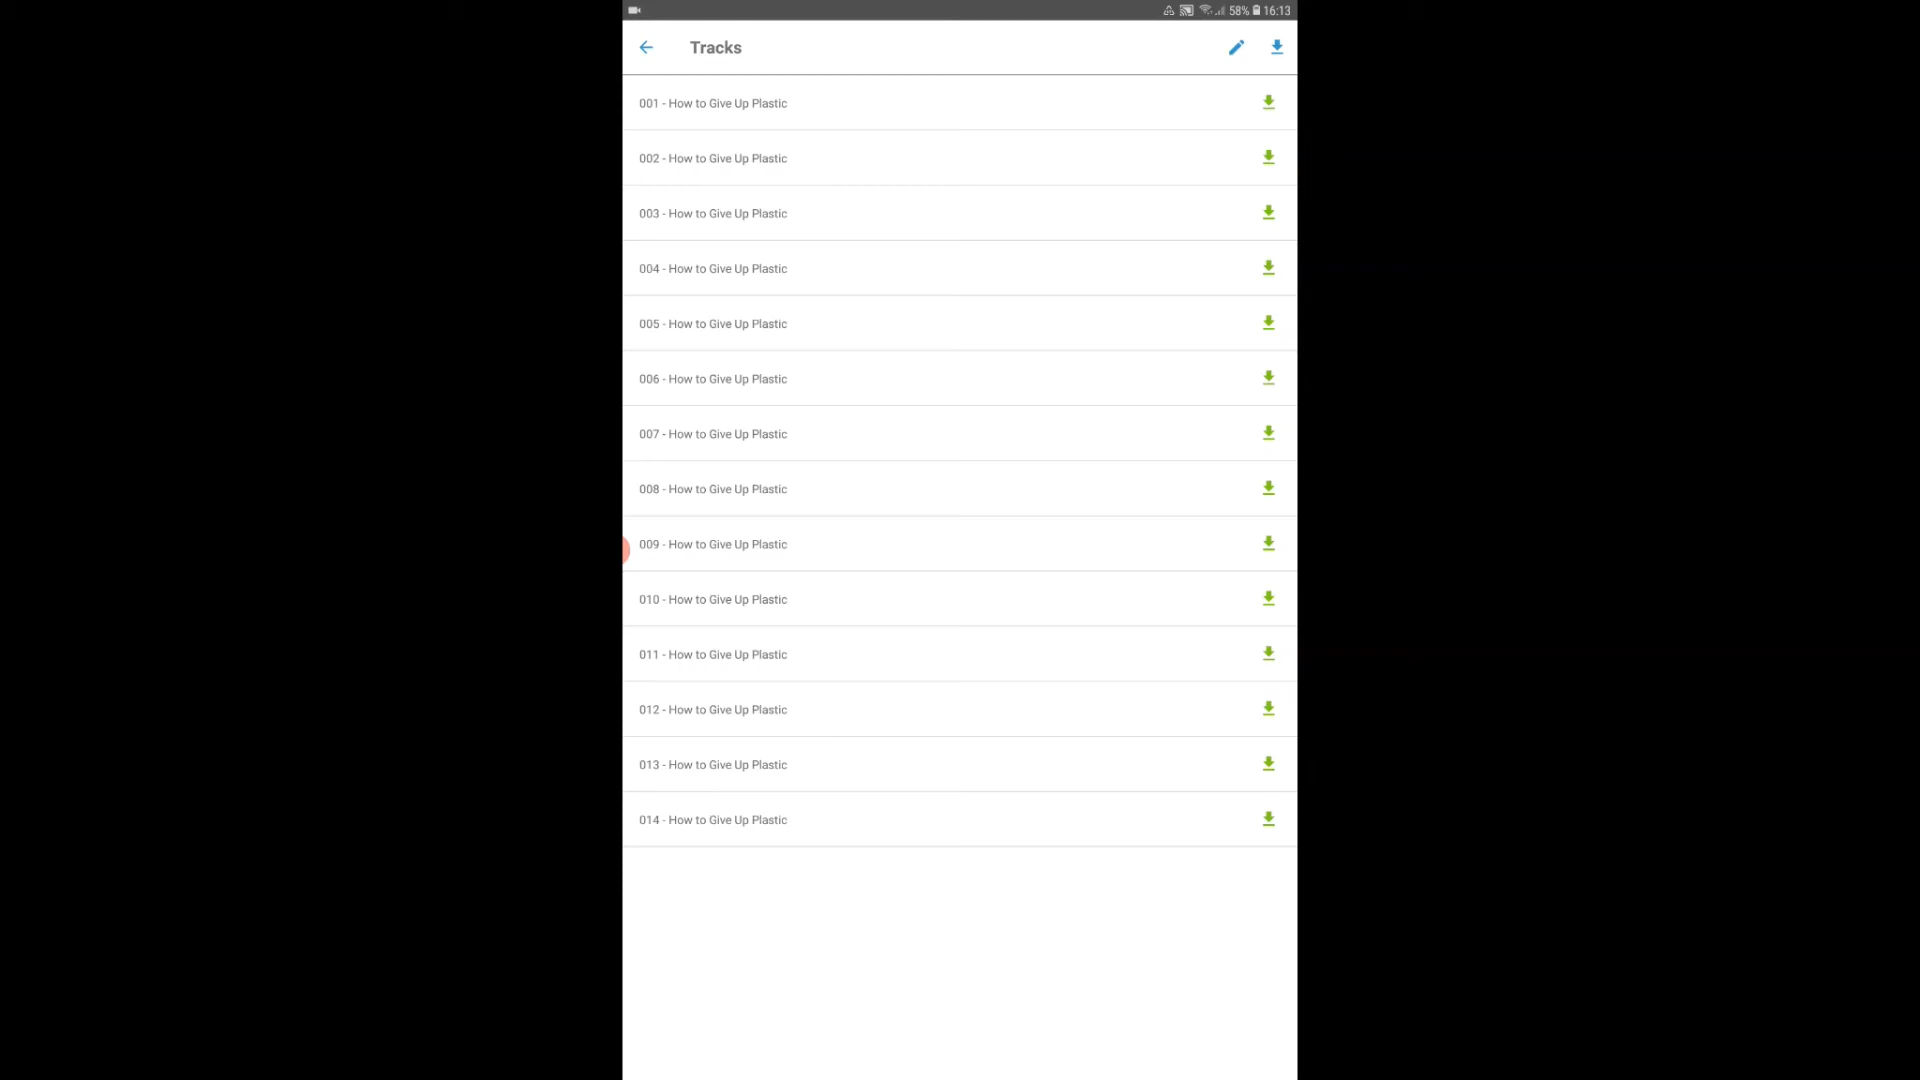 58% 16:13
Tracks
001 - How to Give Up Plastic
002 - How to Give Up Plastic
003 - How to Give Up Plastic
004 - How to Give Up Plastic
005 - How to Give Up Plastic
006 - How to Give Up Plastic
007 - How to Give Up Plastic
008 - How to Give Up Plastic
009 - How to Give Up Plastic
010 - How to Give Up Plastic
011 - How to Give Up Plastic
012 - How to Give Up Plastic
013 - How to Give Up Plastic
014 - How to Give Up Plastic